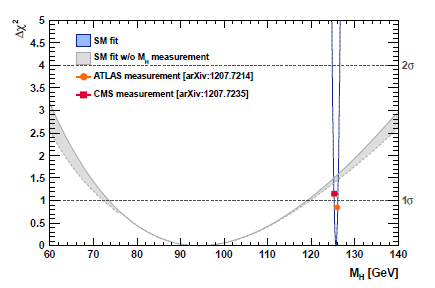 Δχ²
5
4.5
4
3.5
3
2.5
2
1.5
1
0.5
0
SM fit
SM fit w/o M_H measurement
ATLAS measurement [arXiv:1207.7214]
CMS measurement [arXiv:1207.7235]
2σ
1σ
60 70 80 90 100 110 120 130 140
M_H [GeV]